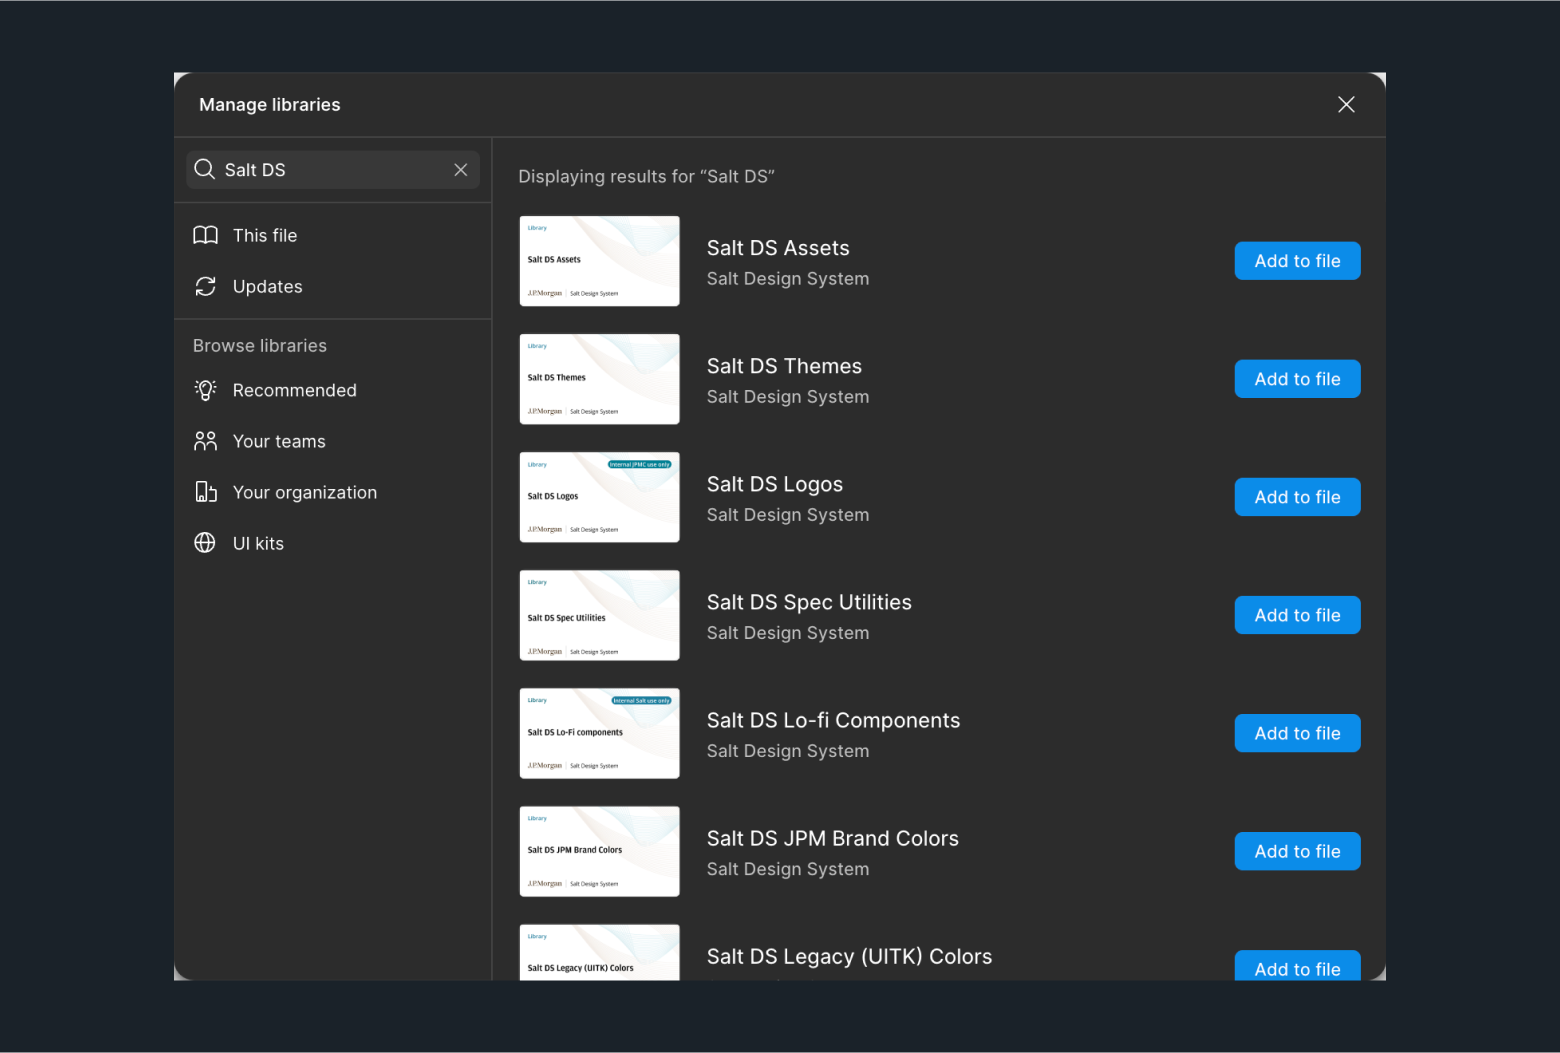 Manage libraries
Salt DS
This file
Updates
Browse libraries
Recommended
Your teams
Your organization
UI kits
Displaying results for “Salt DS”
Library
Salt DS Assets
J.P.Morgan | Salt Design System
Salt DS Assets
Salt Design System
Add to file
Library
Salt DS Themes
J.P.Morgan | Salt Design System
Salt DS Themes
Salt Design System
Add to file
Library
Internal JPMC use only
Salt DS Logos
J.P.Morgan | Salt Design System
Salt DS Logos
Salt Design System
Add to file
Library
Salt DS Spec Utilities
J.P.Morgan | Salt Design System
Salt DS Spec Utilities
Salt Design System
Add to file
Library
Internal Salt use only
Salt DS Lo-Fi components
J.P.Morgan | Salt Design System
Salt DS Lo-fi Components
Salt Design System
Add to file
Library
Salt DS JPM Brand Colors
J.P.Morgan | Salt Design System
Salt DS JPM Brand Colors
Salt Design System
Add to file
Library
Salt DS Legacy (UITK) Colors
Salt DS Legacy (UITK) Colors
Add to file